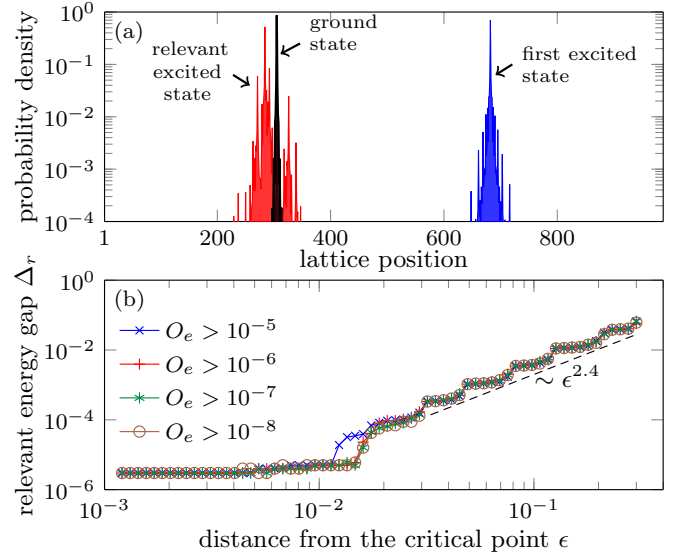 probability density
10^0
10^-1
10^-2
10^-3
10^-4
(a)
relevant
excited
state
ground
state
first excited
state
1 200 400 600 800
lattice position
relevant energy gap Δ_r
10^0
10^-2
10^-4
10^-6
(b)
O_e > 10^-5
O_e > 10^-6
O_e > 10^-7
O_e > 10^-8
∼ ϵ^2.4
10^-3 10^-2 10^-1
distance from the critical point ϵ